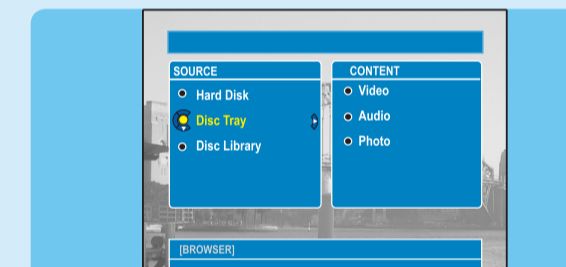 SOURCE
Hard Disk
Disc Tray
Disc Library
CONTENT
Video
Audio
Photo
[BROWSER]